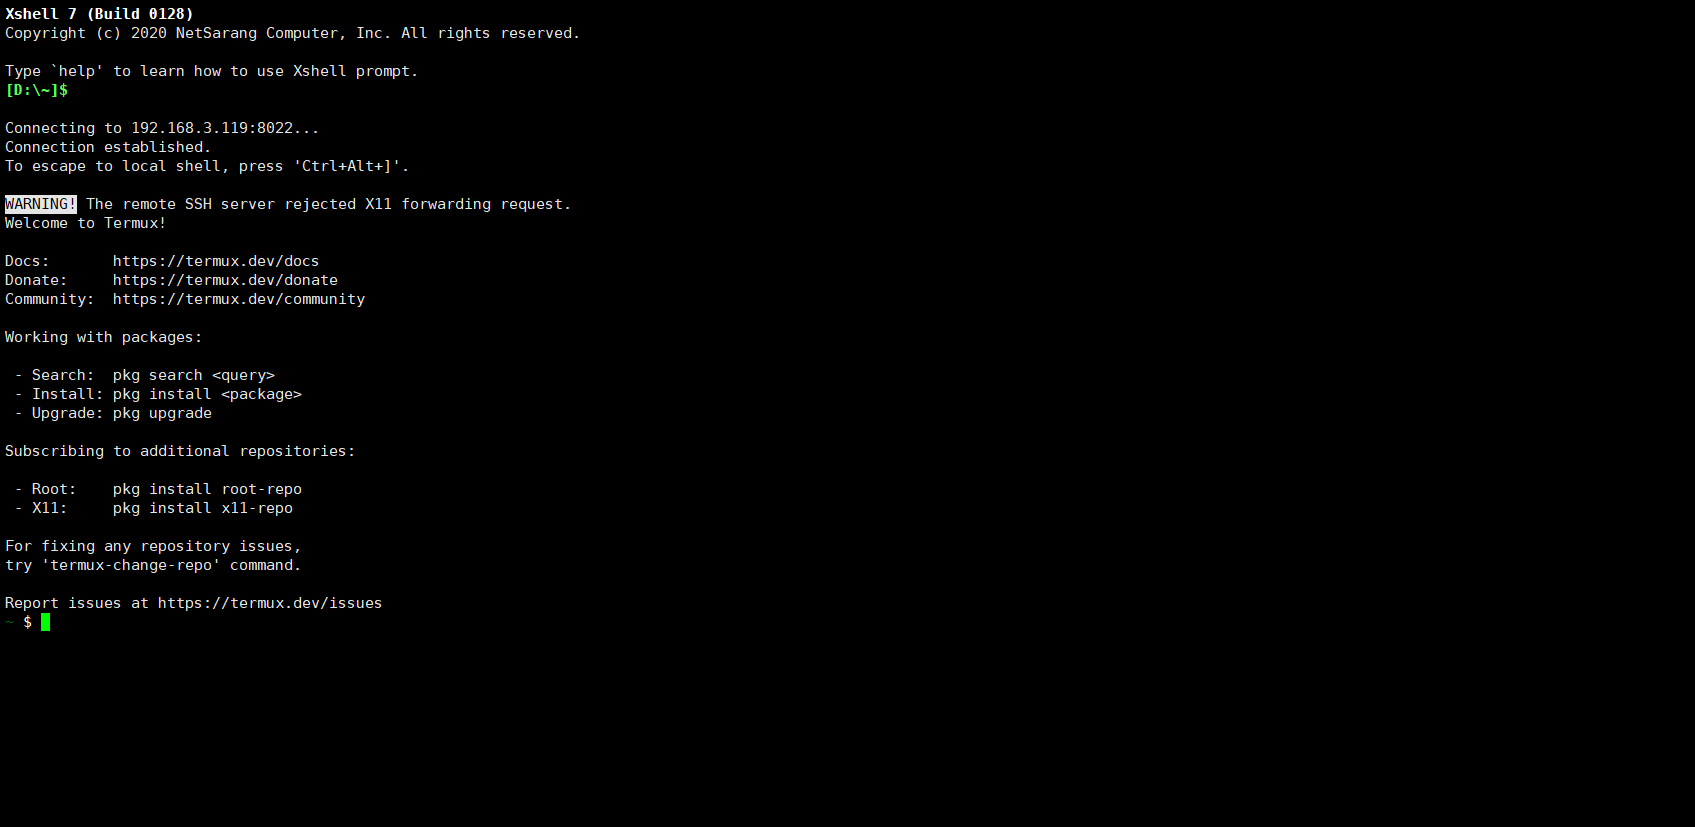 Xshell 7 (Build 0128)
Copyright (c) 2020 NetSarang Computer, Inc. All rights reserved.
Type `help' to learn how to use Xshell prompt.
[D:\~]$
Connecting to 192.168.3.119:8022...
Connection established.
To escape to local shell, press 'Ctrl+Alt+]'.
WARNING! The remote SSH server rejected X11 forwarding request.
Welcome to Termux!
Docs:       https://termux.dev/docs
Donate:     https://termux.dev/donate
Community:  https://termux.dev/community
Working with packages:
 - Search:  pkg search <query>
 - Install: pkg install <package>
 - Upgrade: pkg upgrade
Subscribing to additional repositories:
 - Root:    pkg install root-repo
 - X11:     pkg install x11-repo
For fixing any repository issues,
try 'termux-change-repo' command.
Report issues at https://termux.dev/issues
~ $